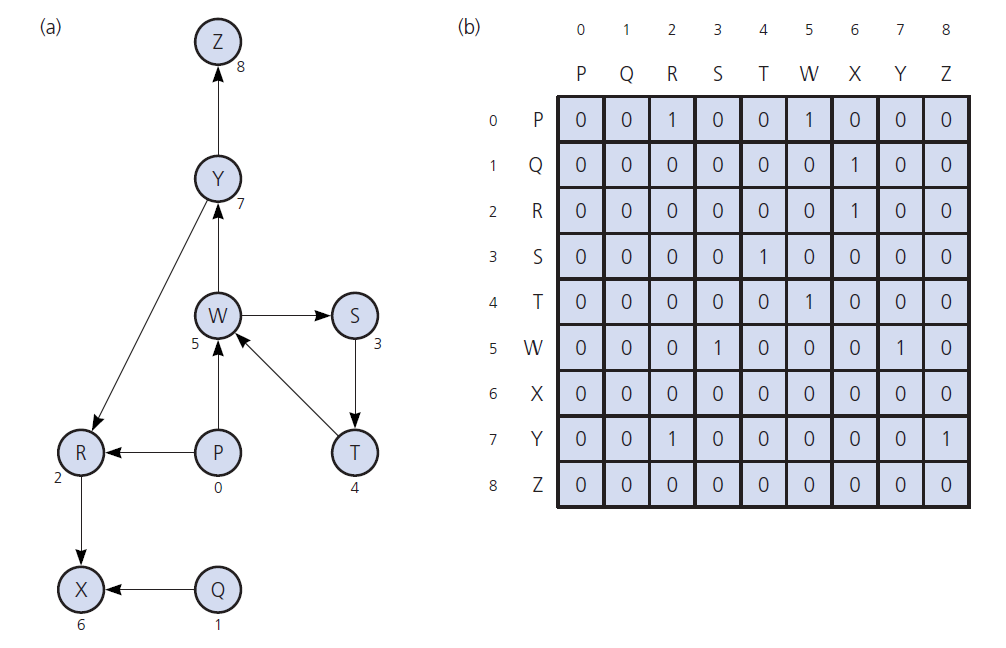 (a)
Z
8
Y
7
W
5
S
3
R
2
P
0
T
4
X
6
Q
1
(b)
0 1 2 3 4 5 6 7 8
P Q R S T W X Y Z
0 P 0 0 1 0 0 1 0 0 0
1 Q 0 0 0 0 0 0 1 0 0
2 R 0 0 0 0 0 0 1 0 0
3 S 0 0 0 0 1 0 0 0 0
4 T 0 0 0 0 0 1 0 0 0
5 W 0 0 0 1 0 0 0 1 0
6 X 0 0 0 0 0 0 0 0 0
7 Y 0 0 1 0 0 0 0 0 1
8 Z 0 0 0 0 0 0 0 0 0